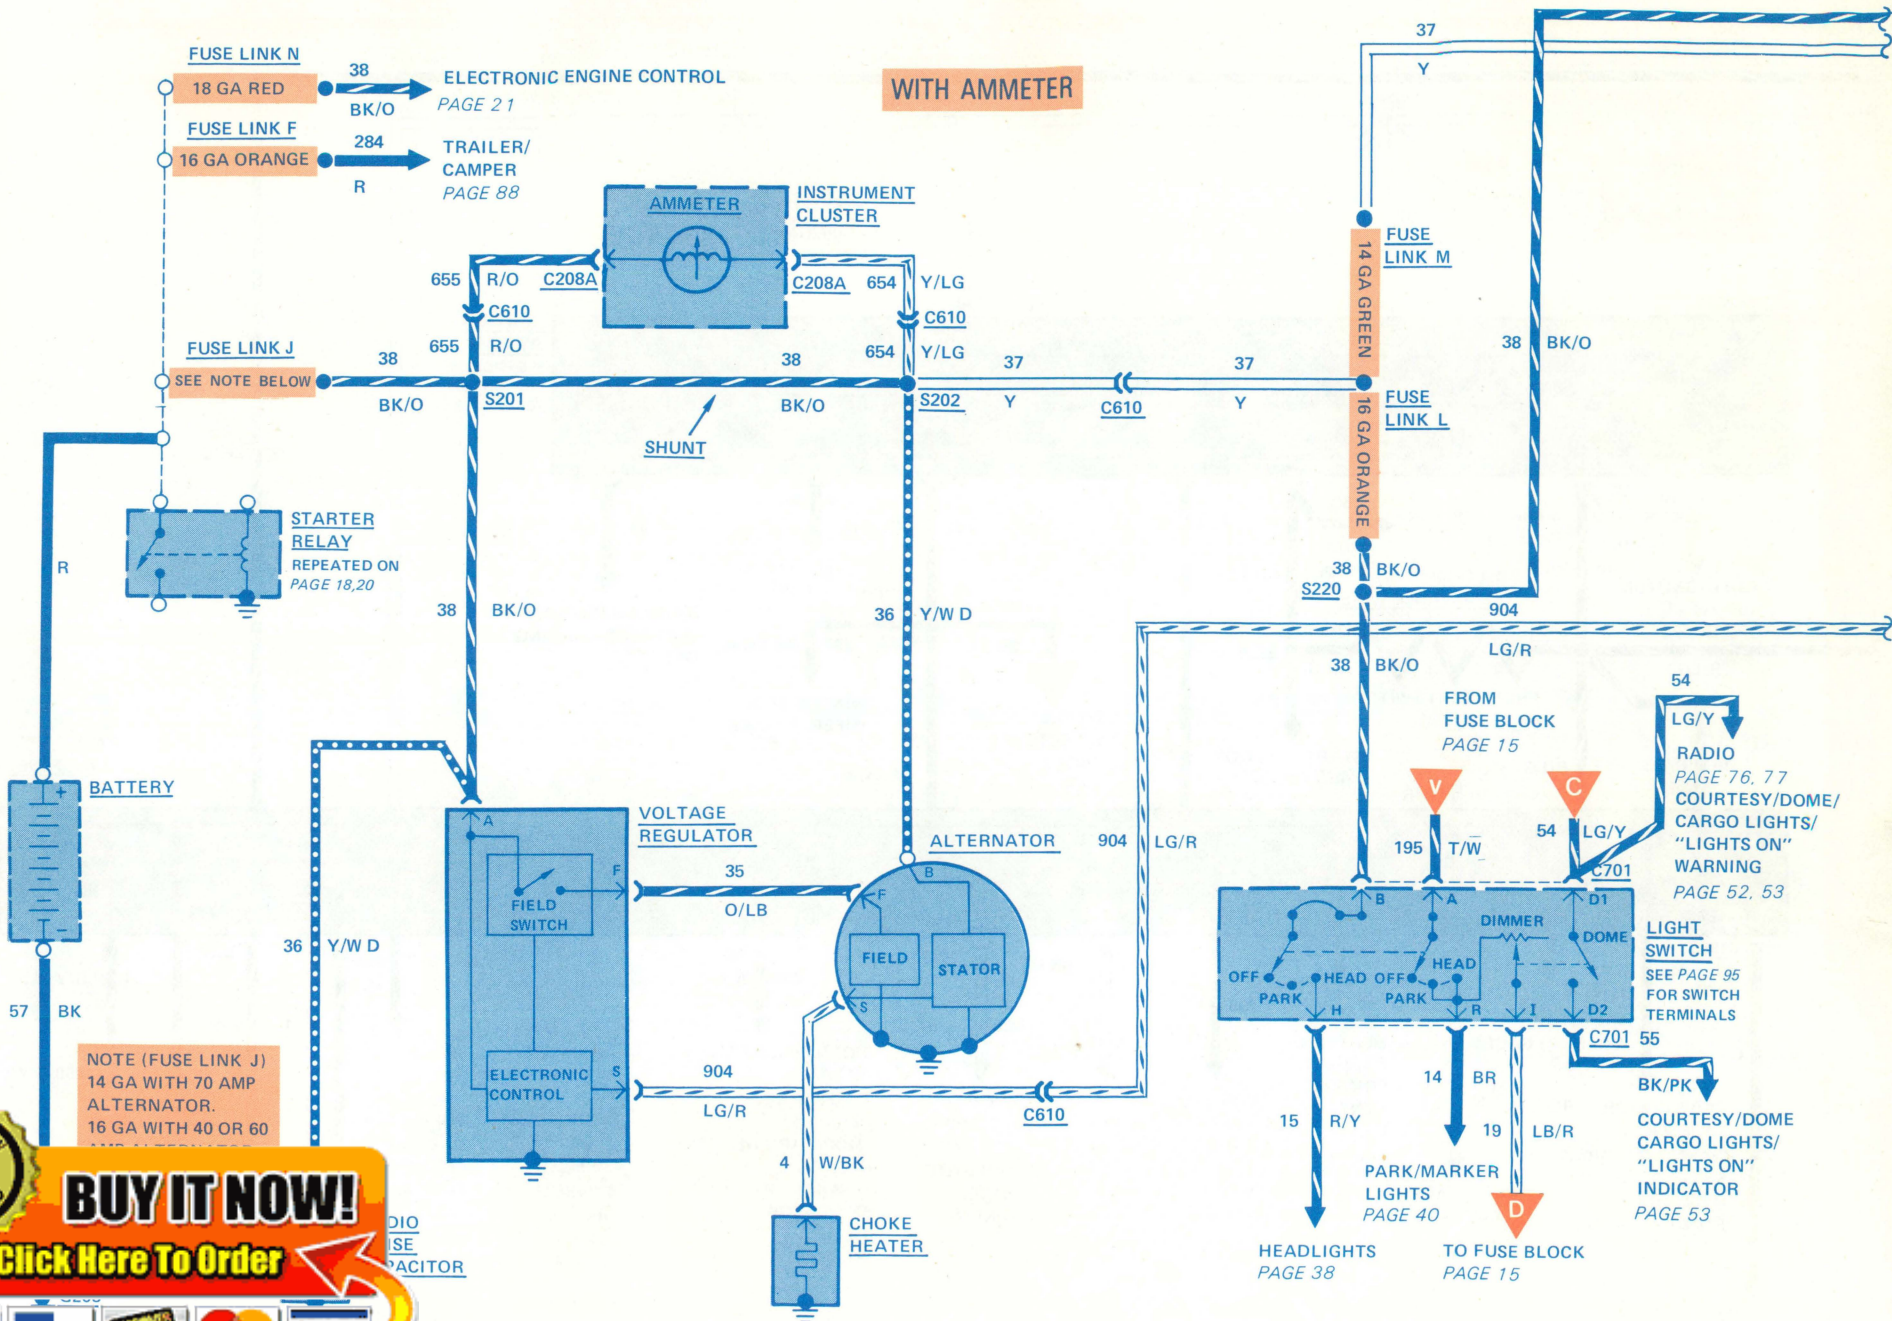 FUSE LINK N
18 GA RED
38
BK/O
ELECTRONIC ENGINE CONTROL
PAGE 21
FUSE LINK F
16 GA ORANGE
284
R
TRAILER/
CAMPER
PAGE 88
WITH AMMETER
37
Y
AMMETER
INSTRUMENT
CLUSTER
655
R/O
C208A
C208A
654
Y/LG
C610
C610
655
R/O
654
Y/LG
FUSE LINK J
SEE NOTE BELOW
38
BK/O
S201
38
BK/O
SHUNT
S202
37
Y
C610
37
Y
FUSE
LINK M
14 GA GREEN
FUSE
LINK L
16 GA ORANGE
38
BK/O
38
BK/O
S220
904
LG/R
38
BK/O
STARTER
RELAY
REPEATED ON
PAGE 18,20
R
38
BK/O
36
Y/W D
BATTERY
+
-
57
BK
36
Y/W D
VOLTAGE
REGULATOR
A
F
FIELD
SWITCH
ELECTRONIC
CONTROL
S
35
O/LB
ALTERNATOR
B
F
FIELD
STATOR
S
904
LG/R
904
LG/R
C610
4
W/BK
CHOKE
HEATER
FROM
FUSE BLOCK
PAGE 15
V
C
195
T/W
54
LG/Y
54
LG/Y
RADIO
PAGE 76, 77
COURTESY/DOME/
CARGO LIGHTS/
"LIGHTS ON"
WARNING
PAGE 52, 53
C701
B
A
D1
DIMMER
DOME
OFF
HEAD
PARK
OFF
HEAD
PARK
H
R
I
D2
LIGHT
SWITCH
SEE PAGE 95
FOR SWITCH
TERMINALS
C701
55
BK/PK
COURTESY/DOME
CARGO LIGHTS/
"LIGHTS ON"
INDICATOR
PAGE 53
15
R/Y
HEADLIGHTS
PAGE 38
14
BR
PARK/MARKER
LIGHTS
PAGE 40
19
LB/R
D
TO FUSE BLOCK
PAGE 15
NOTE (FUSE LINK J)
14 GA WITH 70 AMP
ALTERNATOR.
16 GA WITH 40 OR 60
BUY IT NOW!
Click Here To Order